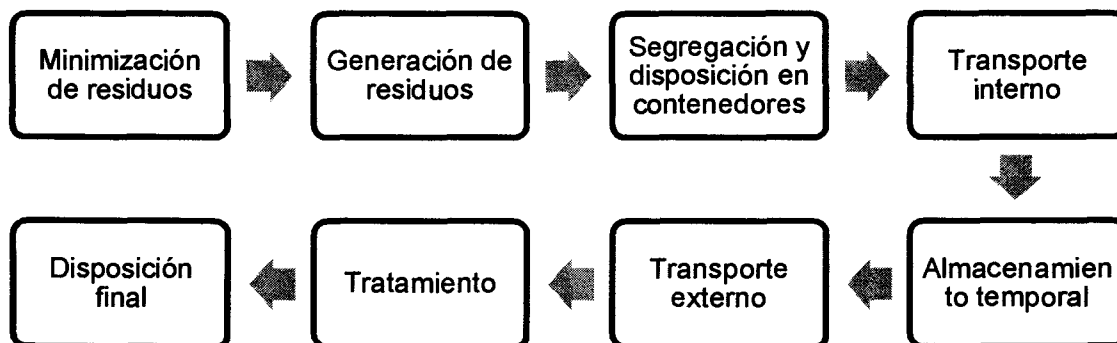 Minimización
de residuos
Generación de
residuos
Segregación y
disposición en
contenedores
Transporte
interno
Disposición
final
Tratamiento
Transporte
externo
Almacenamien
to temporal